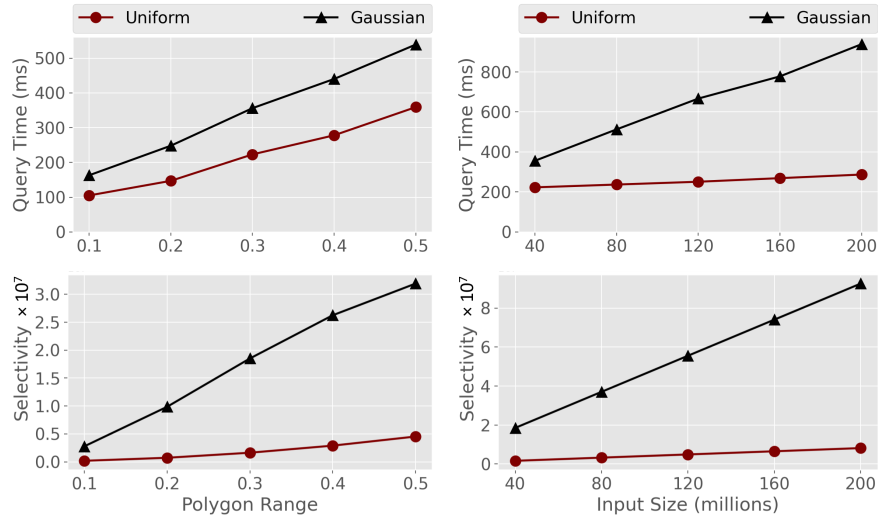 Uniform Gaussian
Query Time (ms)
500
400
300
200
100
0
0.1 0.2 0.3 0.4 0.5
Uniform Gaussian
Query Time (ms)
800
600
400
200
0
40 80 120 160 200
Selectivity × 10⁷
3.0
2.5
2.0
1.5
1.0
0.5
0.0
0.1 0.2 0.3 0.4 0.5
Polygon Range
Selectivity × 10⁷
8
6
4
2
0
40 80 120 160 200
Input Size (millions)